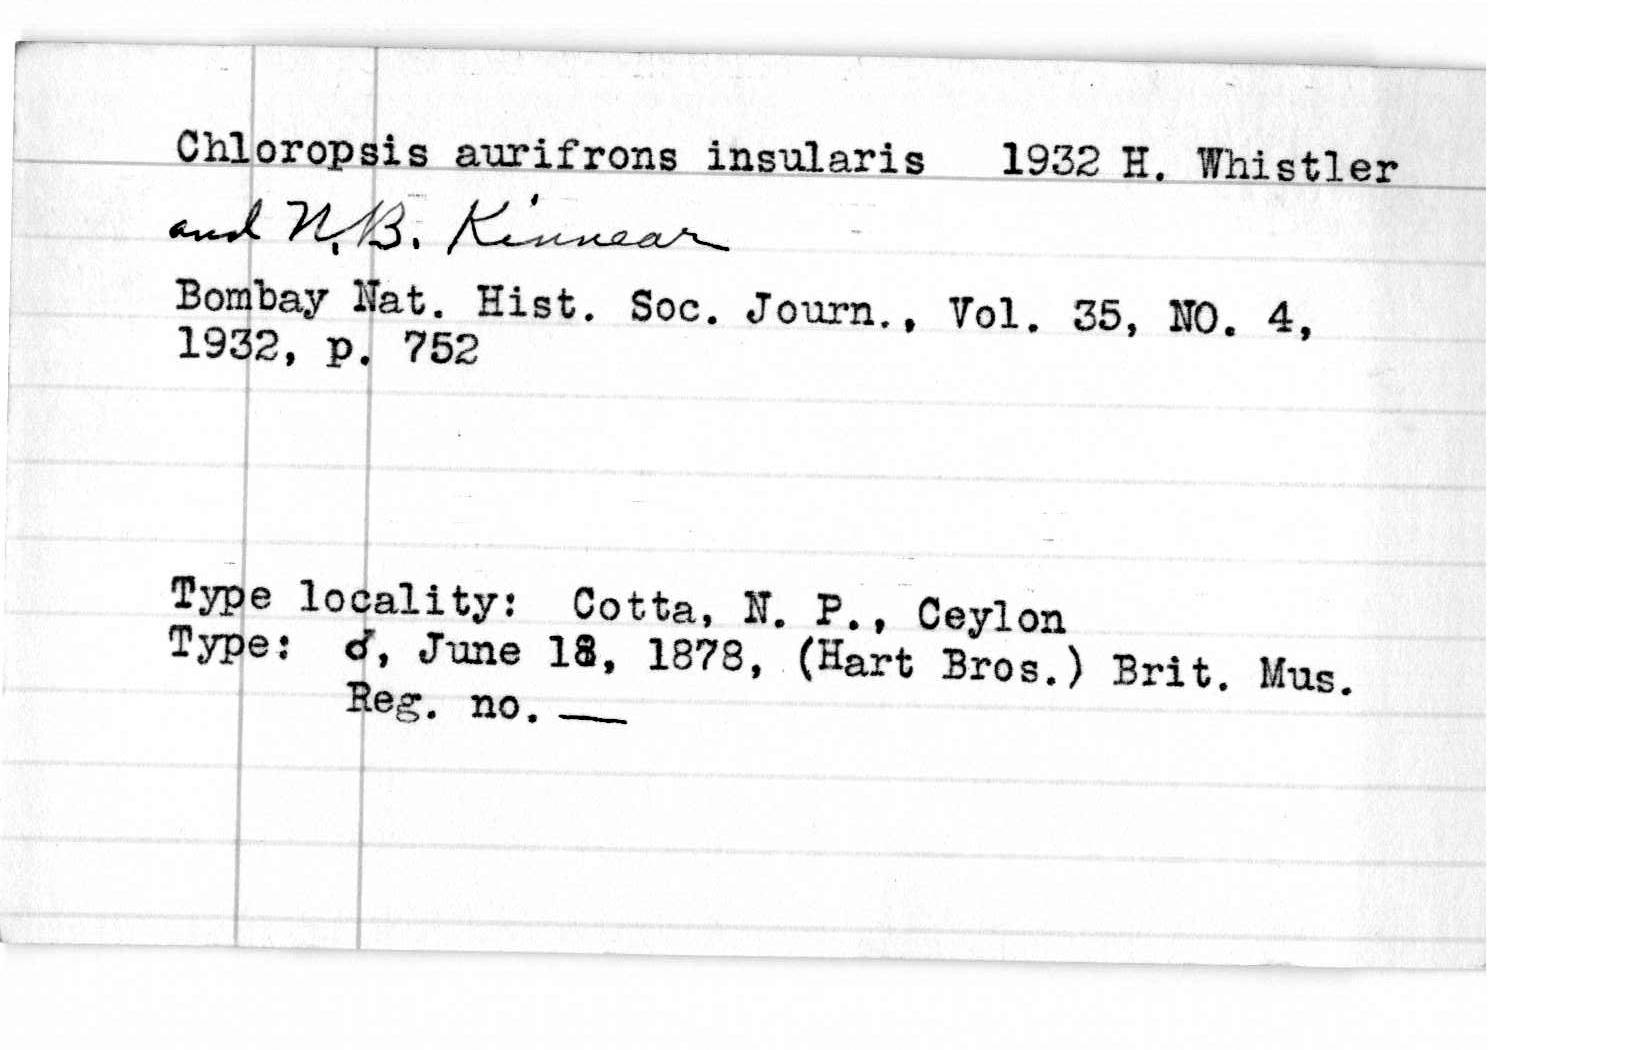 Chloropsis aurifrons insularis 1932 H. Whistler
and N.B. Kinnear
Bombay Nat. Hist. Soc. Journ., Vol. 35, NO. 4,
1932, p. 752
Type locality: Cotta, N. P., Ceylon
Type: ♂, June 18, 1878, (Hart Bros.) Brit. Mus.
Reg. no. —